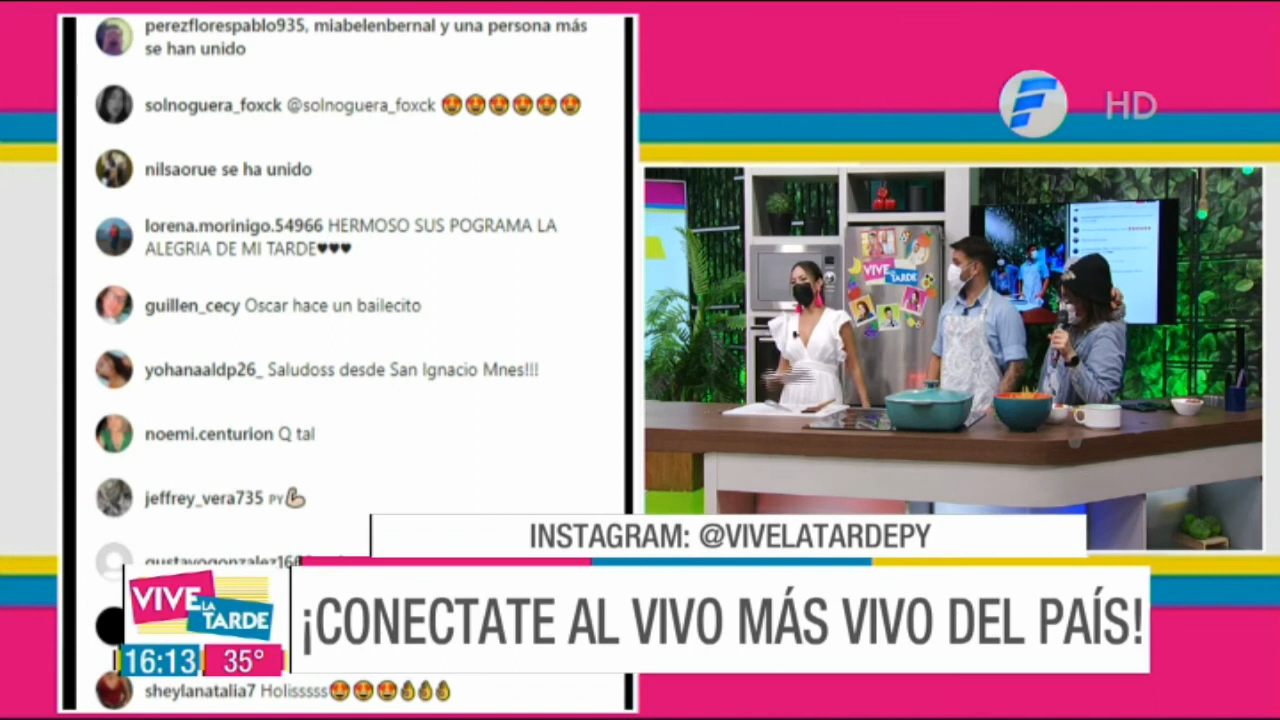 perezflorespablo935, miabelenbernal y una persona más
se han unido
solnoguera_foxck @solnoguera_foxck 😍😍😍😍😍😍
nilsaorue se ha unido
lorena.morinigo.54966 HERMOSO SUS POGRAMA LA
ALEGRIA DE MI TARDE♥♥♥
guillen_cecy Oscar hace un bailecito
yohanaaldp26_ Saludoss desde San Ignacio Mnes!!!
noemi.centurion Q tal
jeffrey_vera735 PY💪🏼
sheylanatalia7 Holisssss😍😍😍👌👌👌
HD
VIVE LA TARDE
INSTAGRAM: @VIVELATARDEPY
VIVE
LA
TARDE
¡CONECTATE AL VIVO MÁS VIVO DEL PAÍS!
16:13 35°